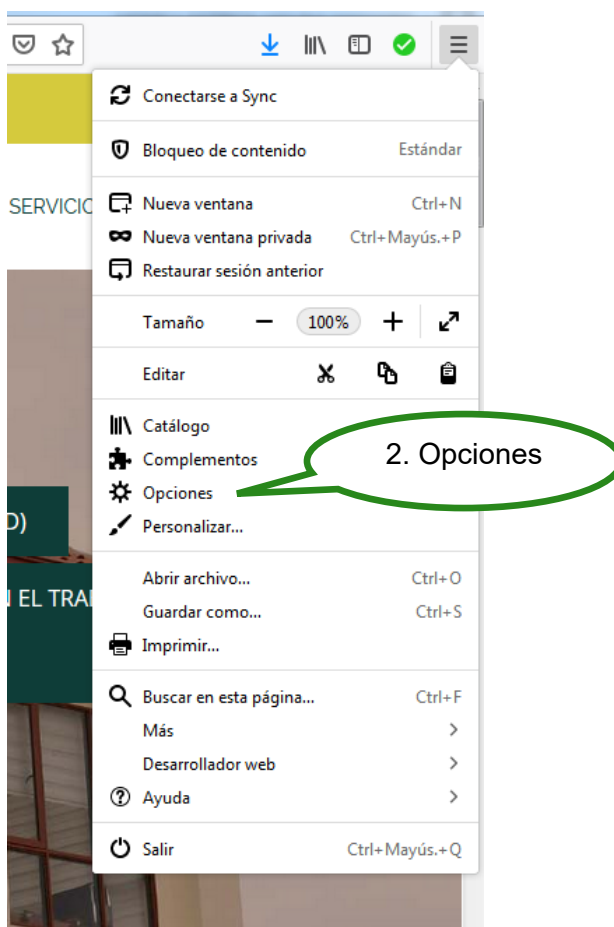 Conectarse a Sync
Bloqueo de contenido Estándar
SERVICIO
Nueva ventana Ctrl+N
Nueva ventana privada Ctrl+Mayús.+P
Restaurar sesión anterior
Tamaño 100%
Editar
Catálogo
Complementos
2. Opciones
Opciones
D)
Personalizar...
Abrir archivo... Ctrl+O
N EL TRA
Guardar como... Ctrl+S
Imprimir...
Buscar en esta página... Ctrl+F
Más
Desarrollador web
Ayuda
Salir Ctrl+Mayús.+Q